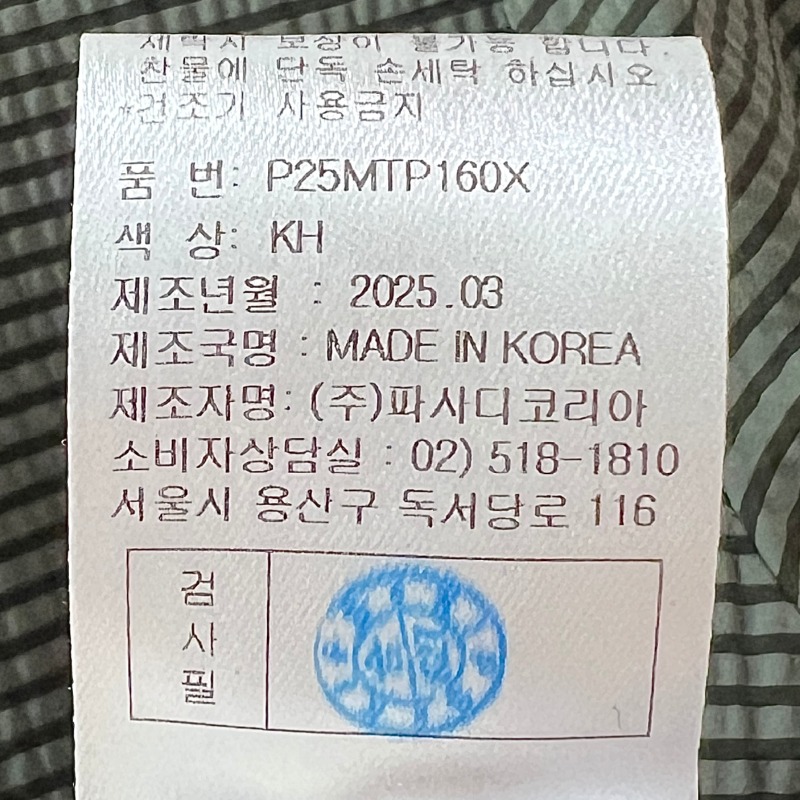 세탁시 보상이 불가능 합니다.
찬물에 단독 손세탁 하십시오
*건조기 사용금지
품 번: P25MTP160X
색 상: KH
제조년월 : 2025.03
제조국명 : MADE IN KOREA
제조자명: (주)파사디코리아
소비자상담실 : 02) 518-1810
서울시 용산구 독서당로 116
검
사
필